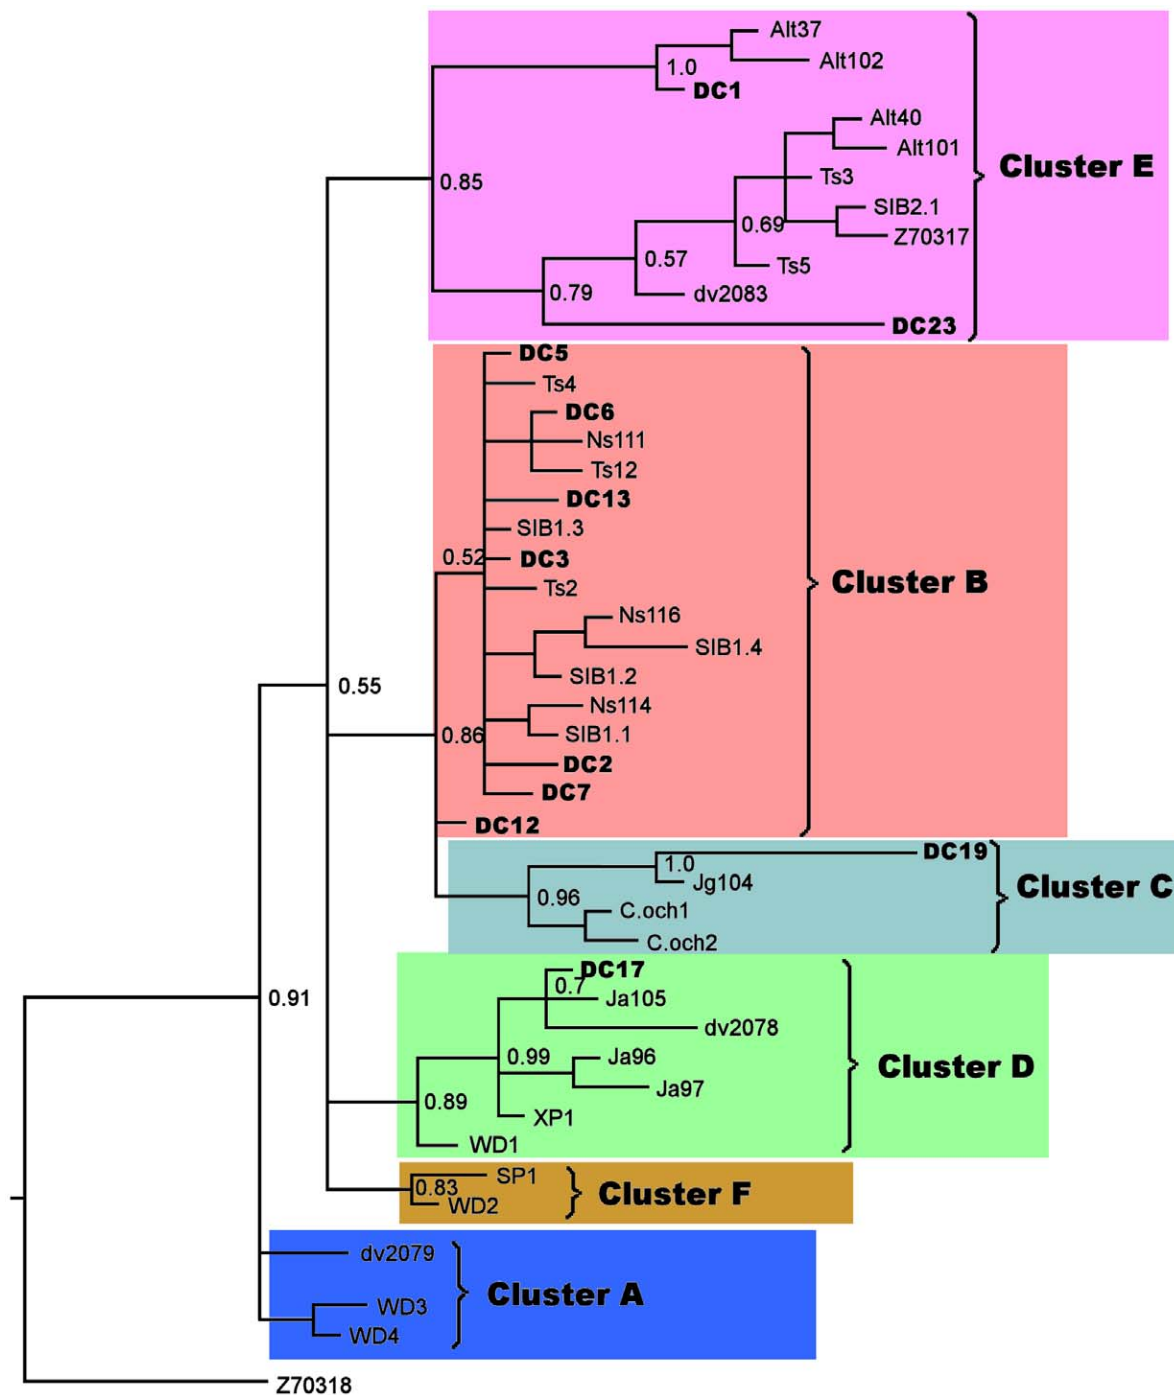 Alt37
1.0
Alt102
DC1
Alt40
Alt101
Cluster E
0.85
Ts3
SIB2.1
0.69
Z70317
0.57
Ts5
0.79
dv2083
DC23
DC5
Ts4
DC6
Ns111
Ts12
DC13
SIB1.3
0.52
DC3
Ts2
Cluster B
Ns116
SIB1.4
SIB1.2
0.55
Ns114
0.86
SIB1.1
DC2
DC7
DC12
DC19
1.0
Jg104
Cluster C
0.96
C.och1
C.och2
DC17
0.7
Ja105
0.91
dv2078
0.99
Ja96
Cluster D
Ja97
0.89
XP1
WD1
SP1
0.83
WD2
Cluster F
dv2079
Cluster A
WD3
WD4
Z70318